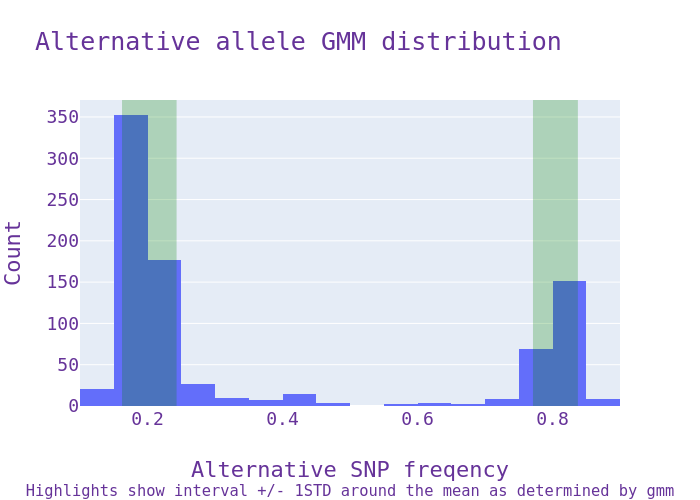 Alternative allele GMM distribution
350
300
250
200
150
100
50
0
Count
0.2 0.4 0.6 0.8
Alternative SNP freqency
Highlights show interval +/- 1STD around the mean as determined by gmm